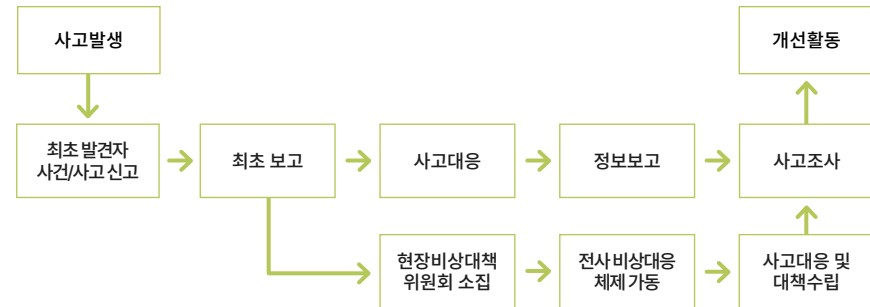 사고발생
개선활동
최초 발견자
사건/사고 신고
최초 보고
사고대응
정보보고
사고조사
현장비상대책
위원회 소집
전사 비상대응
체제 가동
사고대응 및
대책수립